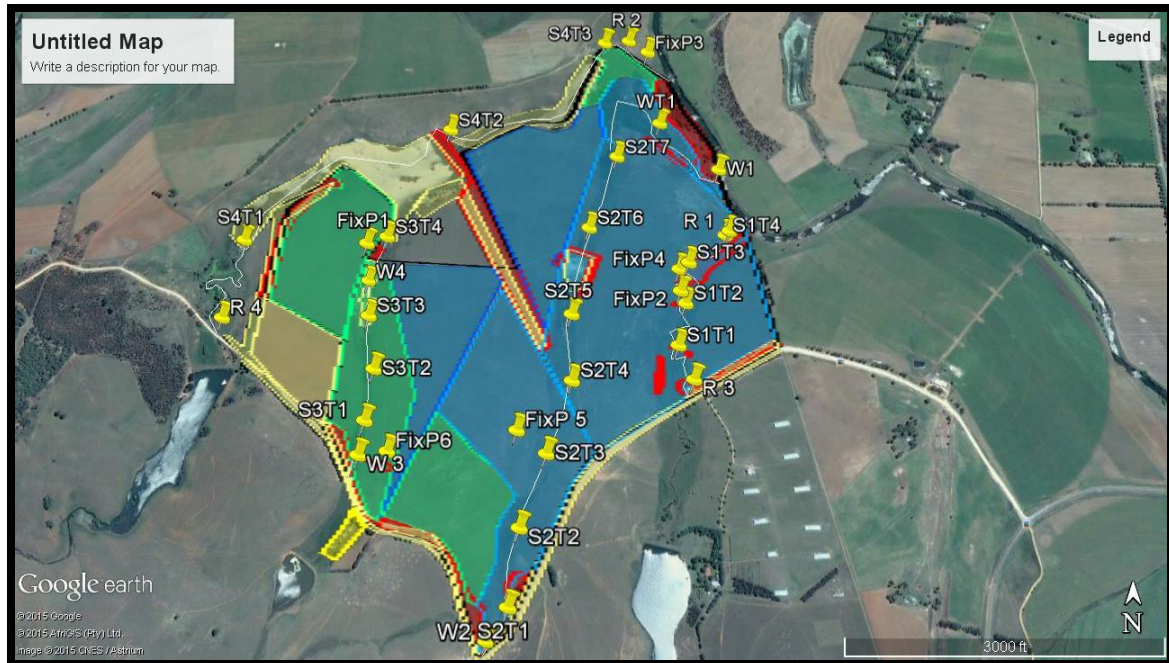 Untitled Map
Write a description for your map.
Legend
R 2
S4T3
FixP3
WT1
S4T2
S2T7
W1
S4T1
FixP1
S3T4
S2T6
R 1
S1T4
S1T3
FixP4
W4
S2T5
S1T2
FixP2
R 4
S3T3
S1T1
S3T2
S2T4
R 3
S3T1
FixP 5
FixP6
S2T3
W 3
S2T2
W2
S2T1
Google earth
© 2015 Google
© 2015 AfriGIS (Pty) Ltd.
Image © 2015 CNES / Astrium
N
3000 ft